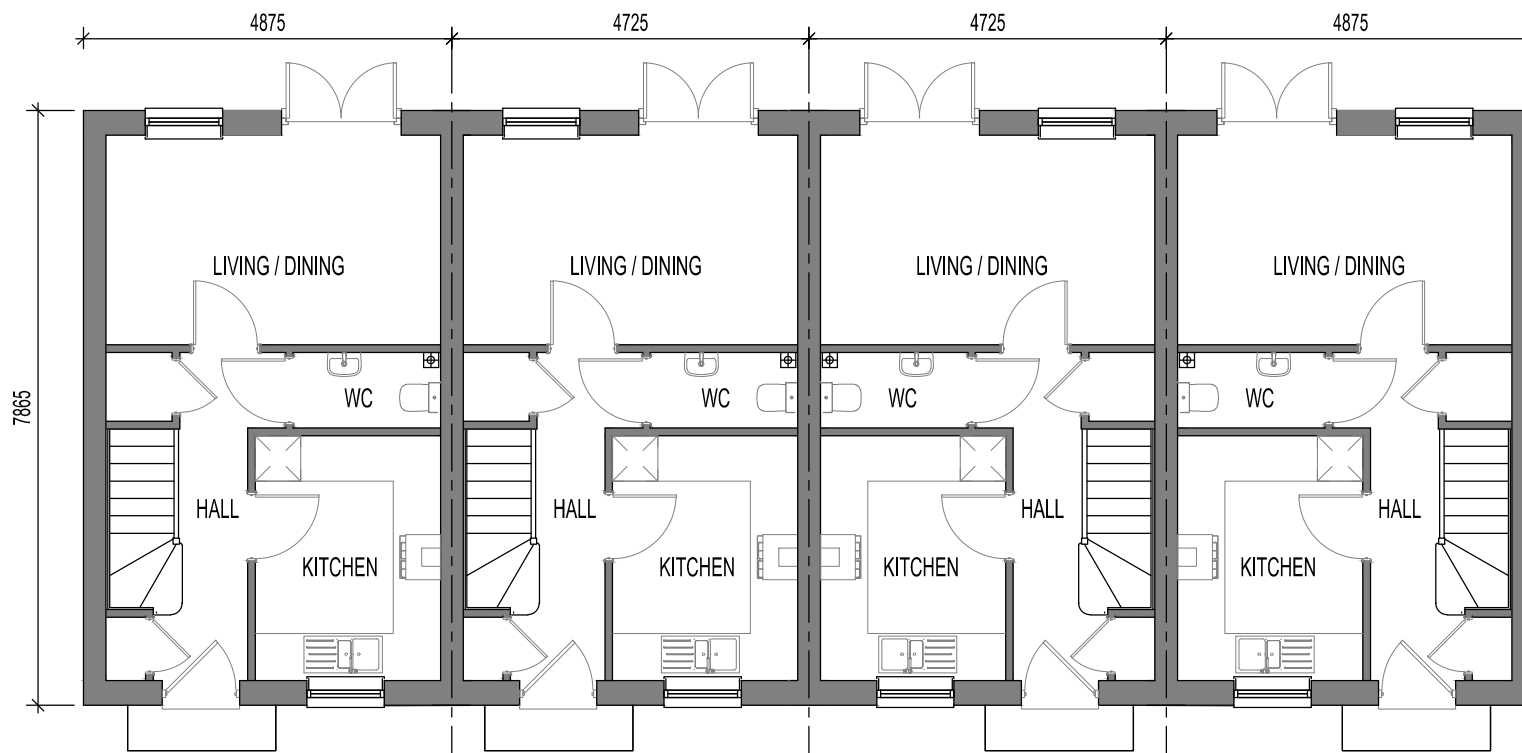 4875 4725 4725 4875
LIVING / DINING LIVING / DINING LIVING / DINING LIVING / DINING
7865
WC WC WC WC
HALL HALL HALL HALL
KITCHEN KITCHEN KITCHEN KITCHEN